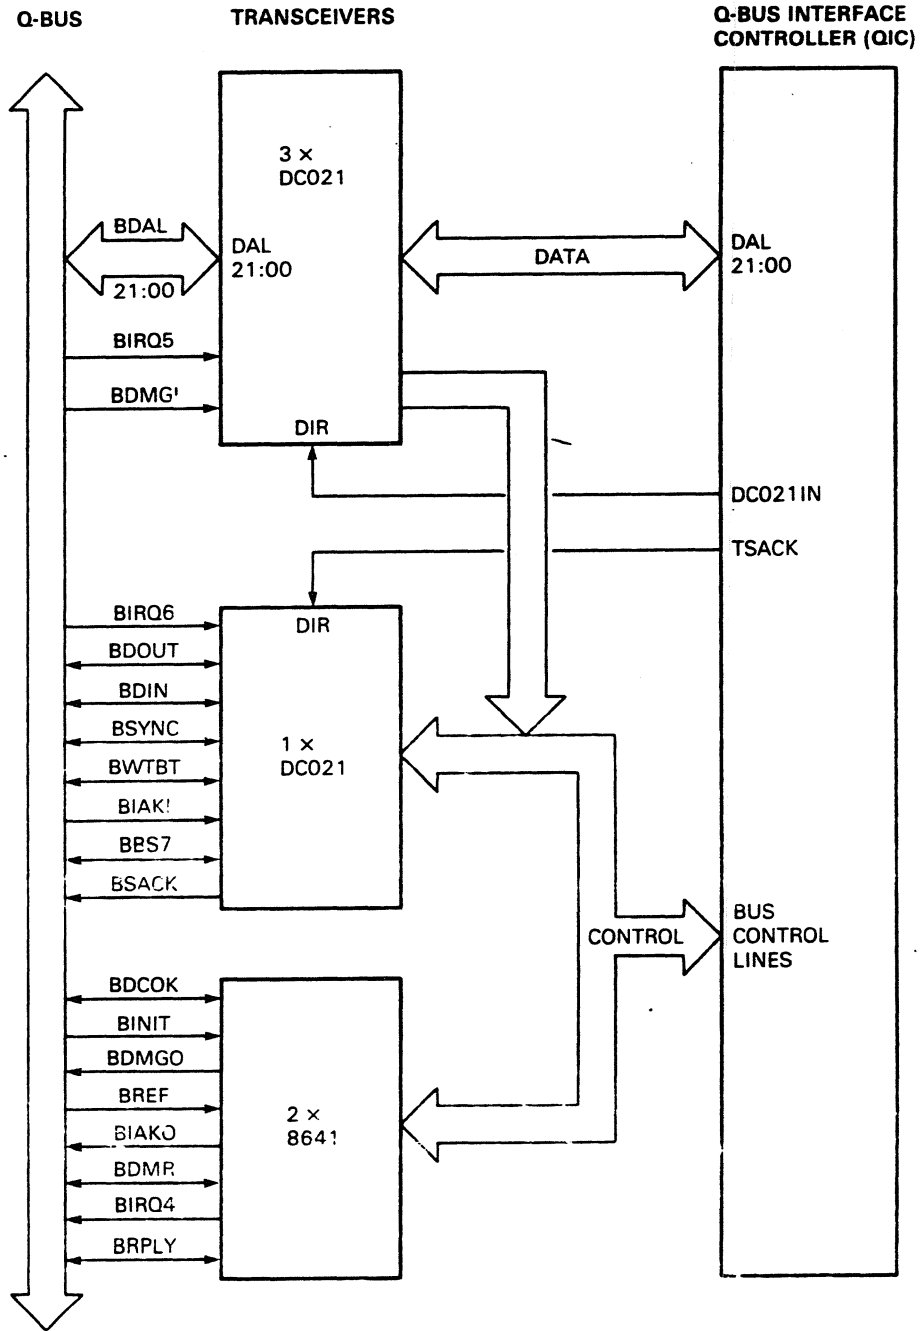 Q-BUS
TRANSCEIVERS
Q-BUS INTERFACE
CONTROLLER (QIC)
3 ×
DC021
BDAL
21:00
DAL
21:00
DATA
DAL
21:00
BIRQ5
BDMGI
DIR
DC021IN
TSACK
BIRQ6
DIR
BDOUT
BDIN
BSYNC
1 ×
DC021
BWTBT
BIAKI
BBS7
BSACK
CONTROL
BUS
CONTROL
LINES
BDCOK
BINIT
BDMGO
BREF
2 ×
8641
BIAKO
BDMR
BIRQ4
BRPLY